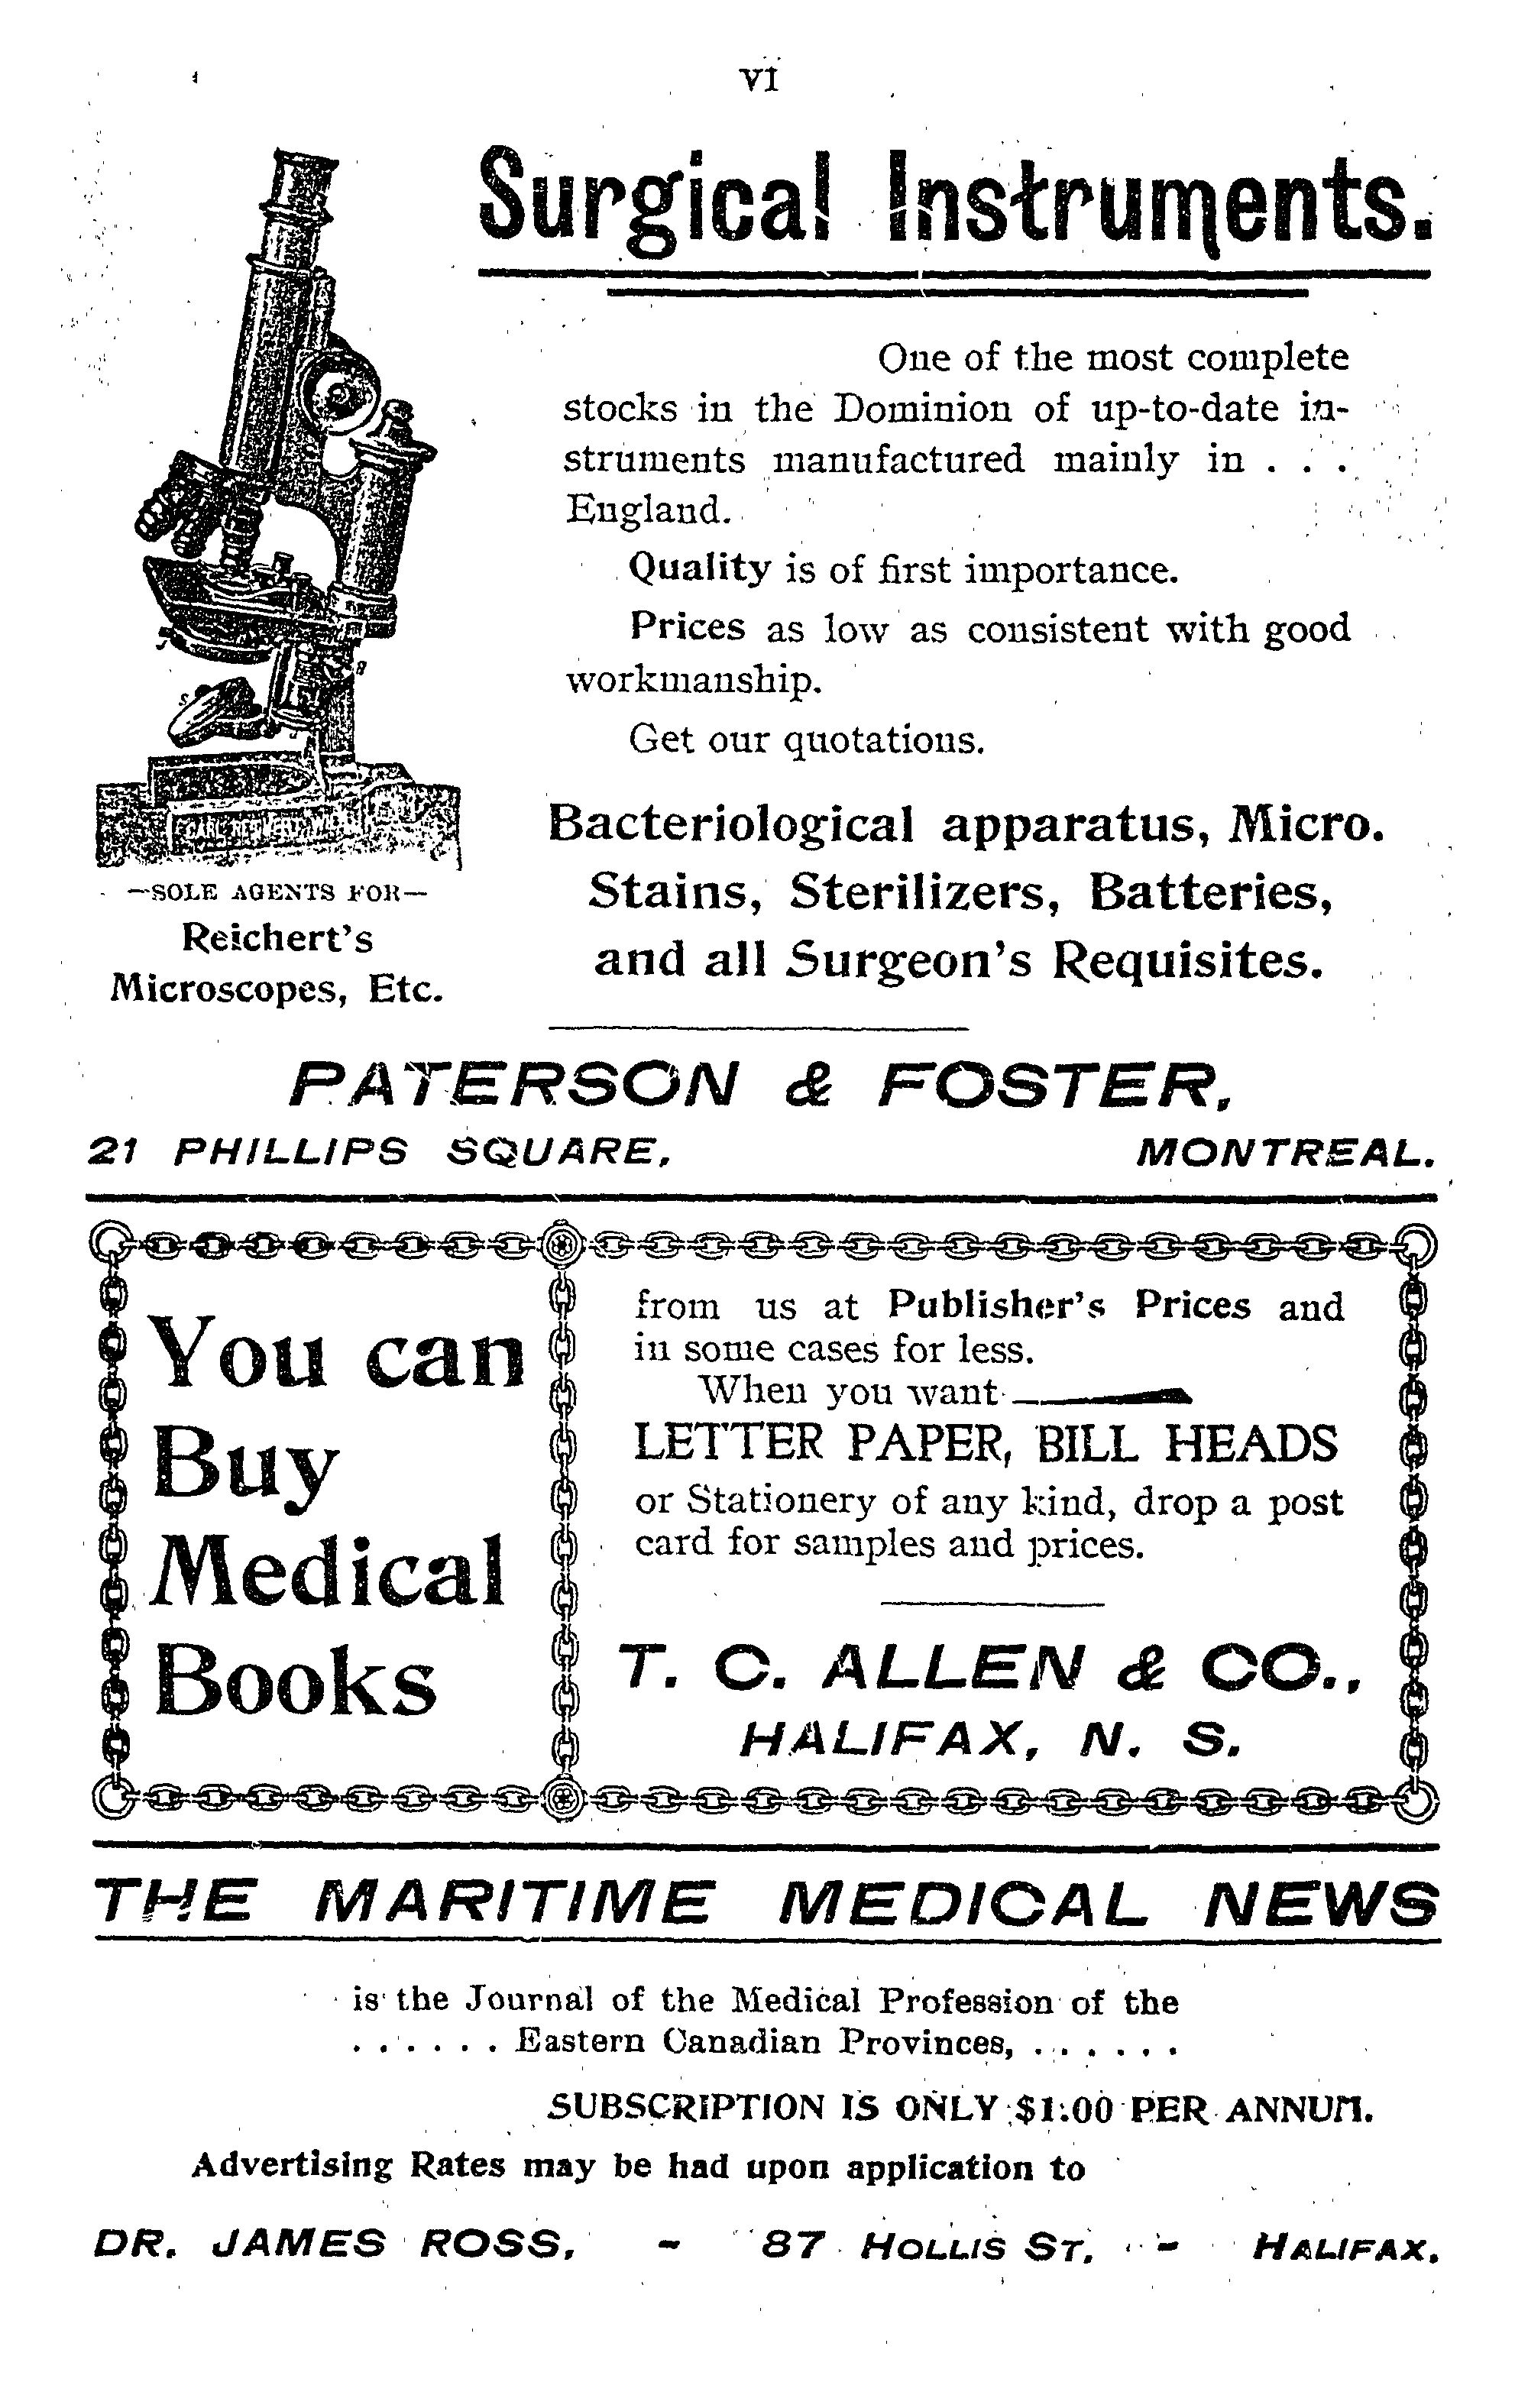 vi
Surgical Instruments.
One of the most complete
stocks in the Dominion of up-to-date in-
struments manufactured mainly in . . .
England.
Quality is of first importance.
Prices as low as consistent with good
workmanship.
Get our quotations.
Bacteriological apparatus, Micro.
Stains, Sterilizers, Batteries,
and all Surgeon's Requisites.
—SOLE AGENTS FOR—
Reichert's
Microscopes, Etc.
PATERSON & FOSTER,
21 PHILLIPS SQUARE, MONTREAL.
You can
Buy
Medical
Books
from us at Publisher's Prices and
in some cases for less.
When you want
LETTER PAPER, BILL HEADS
or Stationery of any kind, drop a post
card for samples and prices.
T. C. ALLEN & CO.,
HALIFAX, N. S.
THE MARITIME MEDICAL NEWS
is the Journal of the Medical Profession of the
. . . . . . Eastern Canadian Provinces, . . . . . .
SUBSCRIPTION IS ONLY $1.00 PER ANNUM.
Advertising Rates may be had upon application to
DR. JAMES ROSS, - 87 HOLLIS ST. - HALIFAX.